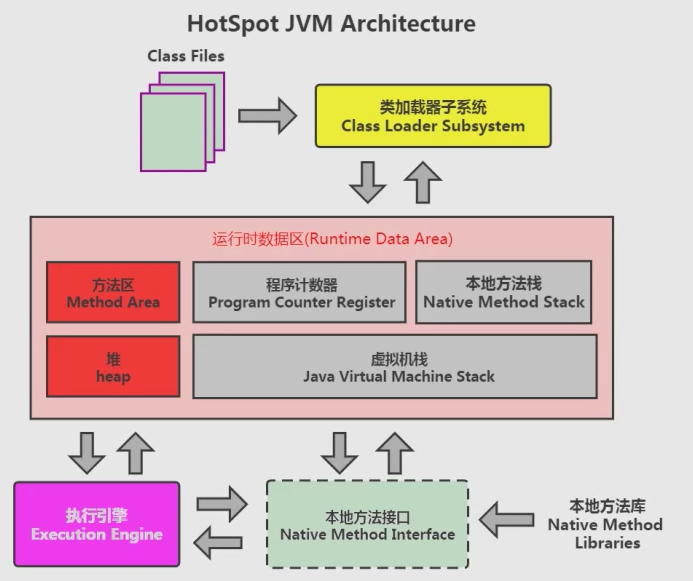 HotSpot JVM Architecture
Class Files
类加载器子系统
Class Loader Subsystem
运行时数据区(Runtime Data Area)
方法区
Method Area
程序计数器
Program Counter Register
本地方法栈
Native Method Stack
堆
heap
虚拟机栈
Java Virtual Machine Stack
执行引擎
Execution Engine
本地方法接口
Native Method Interface
本地方法库
Native Method
Libraries